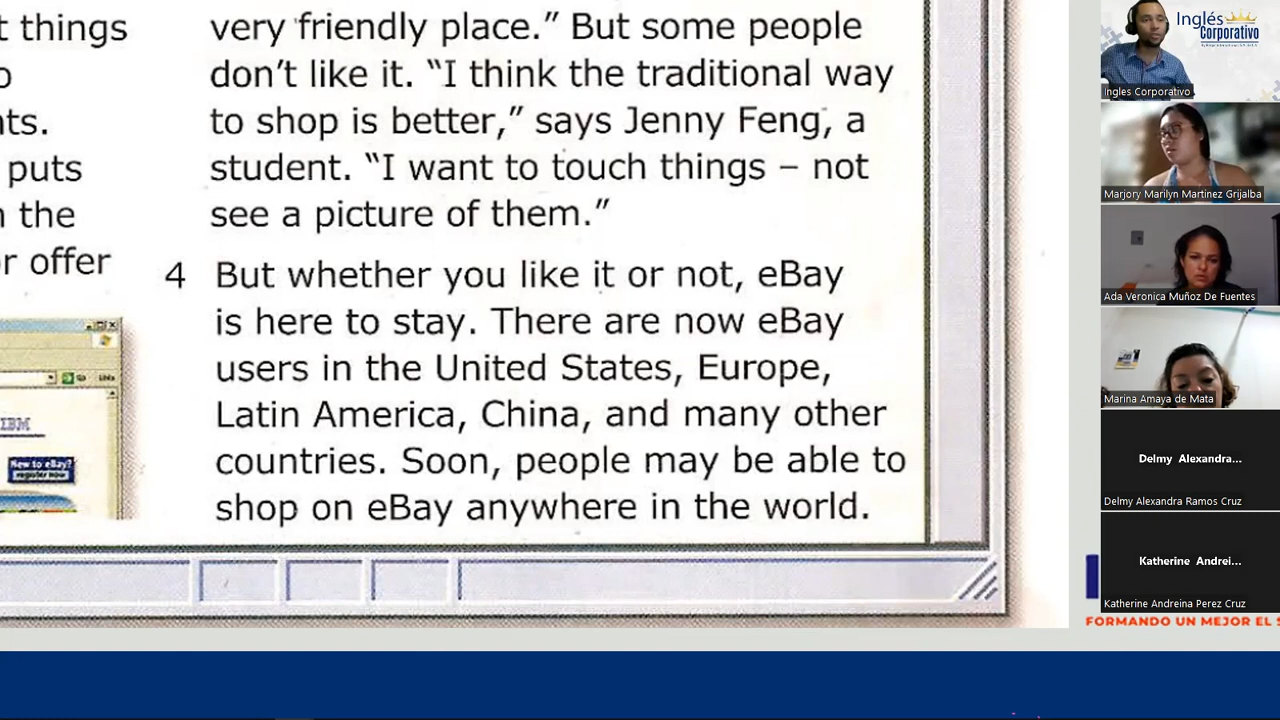 t things
o
nts.
puts
n the
or offer
very friendly place.” But some people
don’t like it. “I think the traditional way
to shop is better,” says Jenny Feng, a
student. “I want to touch things – not
see a picture of them.”
4 But whether you like it or not, eBay
is here to stay. There are now eBay
users in the United States, Europe,
Latin America, China, and many other
countries. Soon, people may be able to
shop on eBay anywhere in the world.
IBM
New to eBay?
register now
Inglés
Corporativo
Ingles Corporativo
Marjory Marilyn Martinez Grijalba
Ada Veronica Muñoz De Fuentes
Marina Amaya de Mata
Delmy Alexandra...
Delmy Alexandra Ramos Cruz
Katherine Andrei...
Katherine Andreina Perez Cruz
FORMANDO UN MEJOR EL S